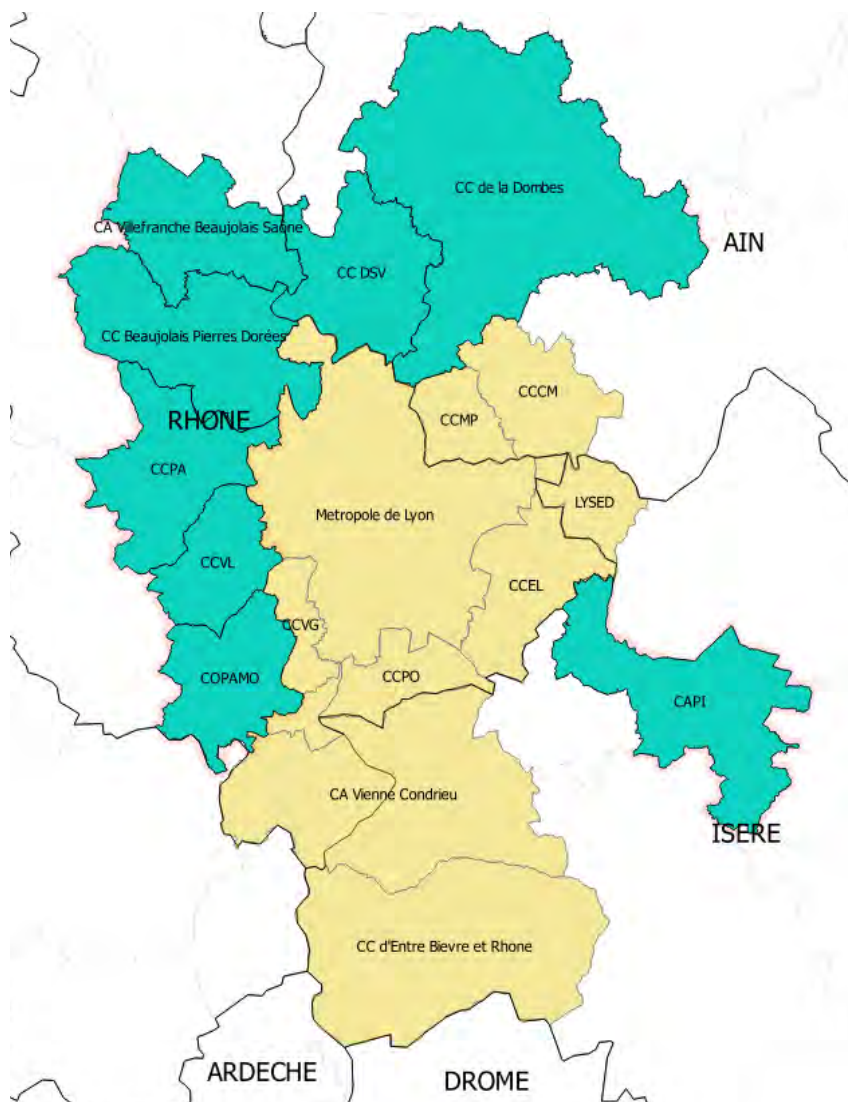 CC de la Dombes
CA Villefranche Beaujolais Saône
AIN
CC DSV
CC Beaujolais Pierres Dorées
CCCM
RHONE
CCMP
CCPA
LYSED
Metropole de Lyon
CCVL
CCEL
CCVG
COPAMO
CCPO
CAPI
CA Vienne Condrieu
ISERE
CC d'Entre Bievre et Rhone
ARDECHE
DROME